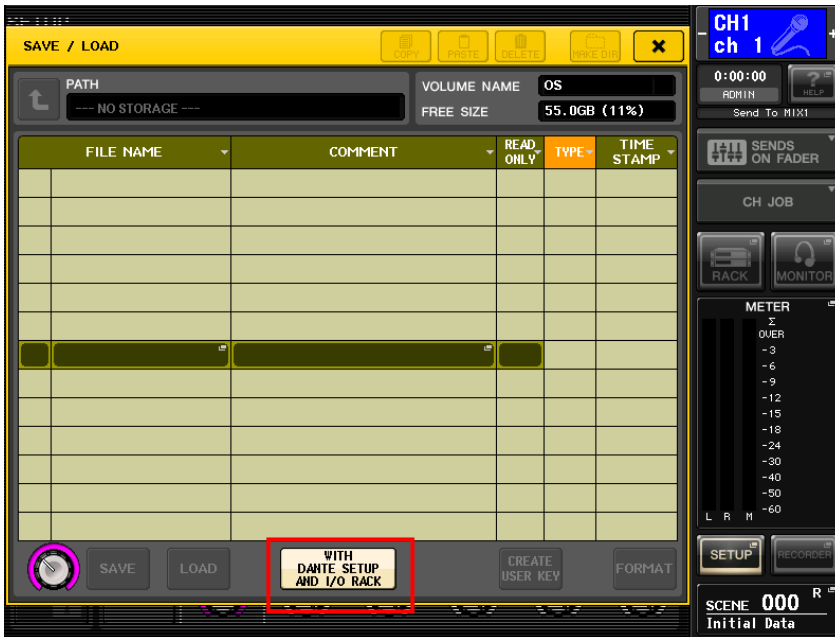 SETUP
SAVE / LOAD
COPY
PASTE
DELETE
MAKE DIR
CH1
ch 1
PATH
--- NO STORAGE ---
VOLUME NAME
OS
FREE SIZE
55.0GB (11%)
0:00:00
ADMIN
?
HELP
Send To MIX1
FILE NAME
COMMENT
READ
ONLY
TYPE
TIME
STAMP
SENDS
ON FADER
CH JOB
RACK
MONITOR
METER
Σ
OVER
-3
-6
-9
-12
-15
-18
-24
-30
-40
-50
-60
L R M
SAVE
LOAD
WITH
DANTE SETUP
AND I/O RACK
CREATE
USER KEY
FORMAT
SETUP
RECORDER
SCENE 000 R
Initial Data